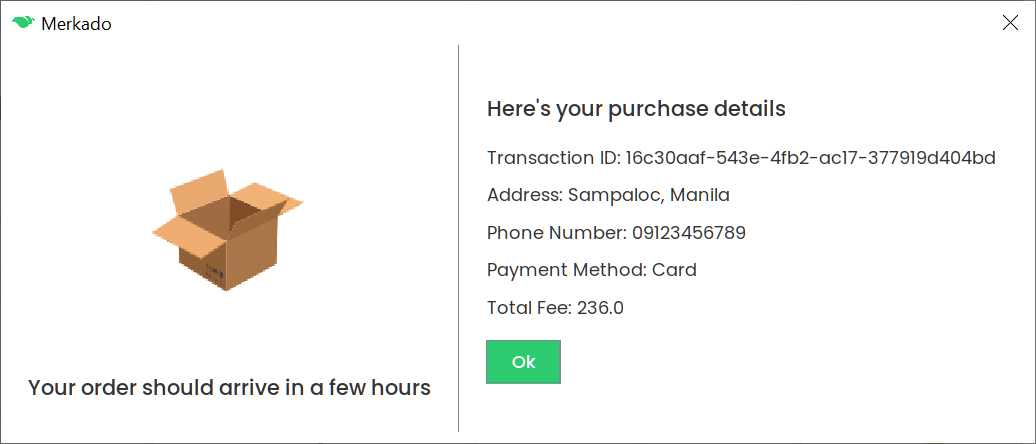 Merkado
Your order should arrive in a few hours
Here's your purchase details
Transaction ID: 16c30aaf-543e-4fb2-ac17-377919d404bd
Address: Sampaloc, Manila
Phone Number: 09123456789
Payment Method: Card
Total Fee: 236.0
Ok